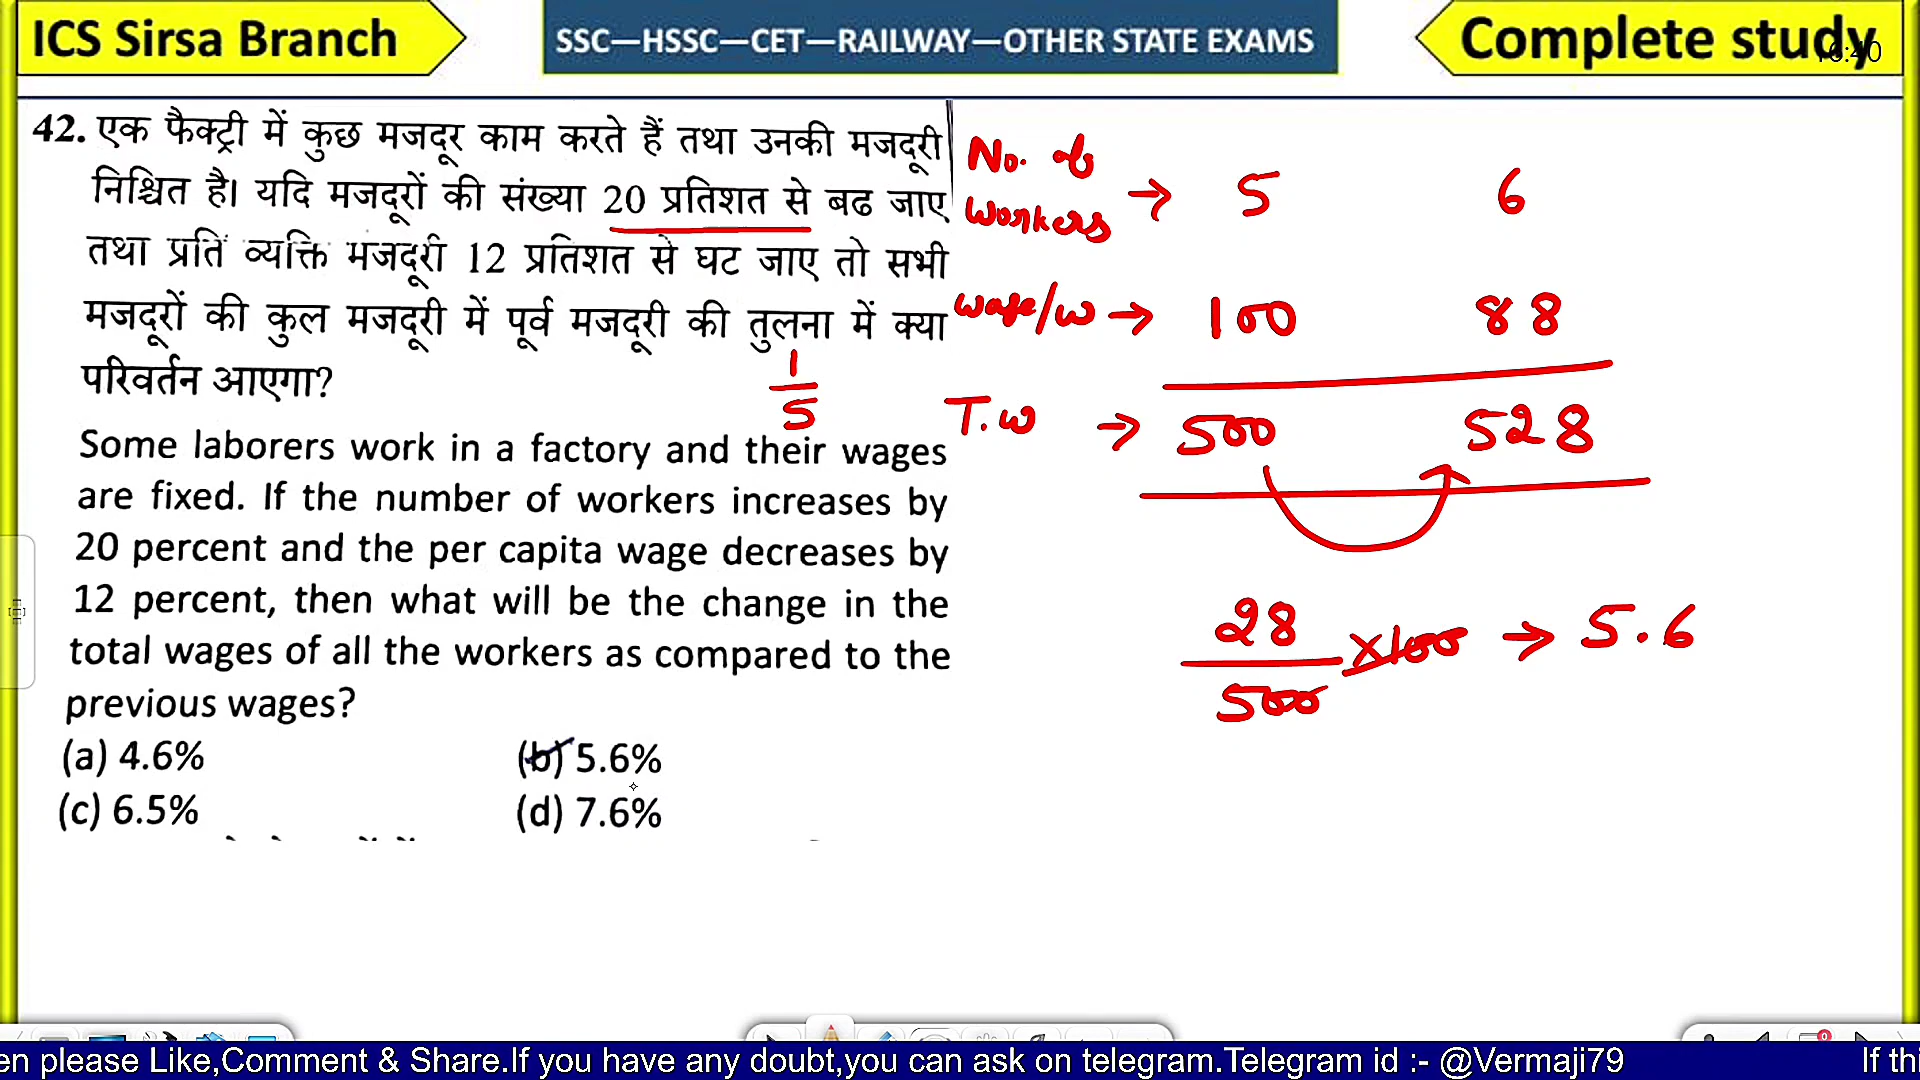 ICS Sirsa Branch
SSC—HSSC—CET—RAILWAY—OTHER STATE EXAMS
Complete study
42. एक फैक्ट्री में कुछ मजदूर काम करते हैं तथा उनकी मजदूरी
निश्चित है। यदि मजदूरों की संख्या 20 प्रतिशत से बढ जाए
तथा प्रति व्यक्ति मजदूरी 12 प्रतिशत से घट जाए तो सभी
मजदूरों की कुल मजदूरी में पूर्व मजदूरी की तुलना में क्या
परिवर्तन आएगा?
1
5
Some laborers work in a factory and their wages
are fixed. If the number of workers increases by
20 percent and the per capita wage decreases by
12 percent, then what will be the change in the
total wages of all the workers as compared to the
previous wages?
(a) 4.6%
(b) 5.6%
(c) 6.5%
(d) 7.6%
No. of
workers → 5 6
wage/w → 100 88
T.W → 500 528
28
500
×100 → 5.6
en please Like,Comment & Share.If you have any doubt,you can ask on telegram.Telegram id :- @Vermaji79
If thi